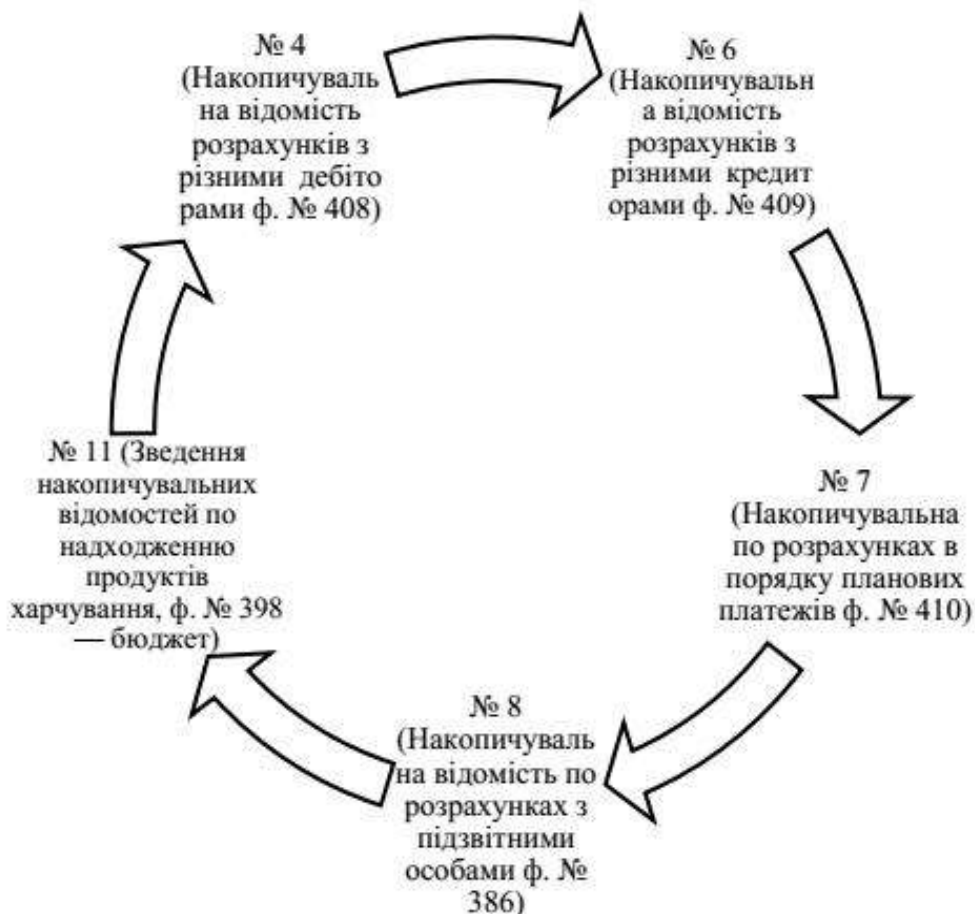 № 4
(Накопичуваль
на відомість
розрахунків з
різними дебіто
рами ф. № 408)
№ 6
(Накопичувальн
а відомість
розрахунків з
різними кредит
орами ф. № 409)
№ 7
(Накопичувальна
по розрахунках в
порядку планових
платежів ф. № 410)
№ 8
(Накопичуваль
на відомість по
розрахунках з
підзвітними
особами ф. №
386)
№ 11 (Зведення
накопичувальних
відомостей по
надходженню
продуктів
харчування, ф. № 398
— бюджет)